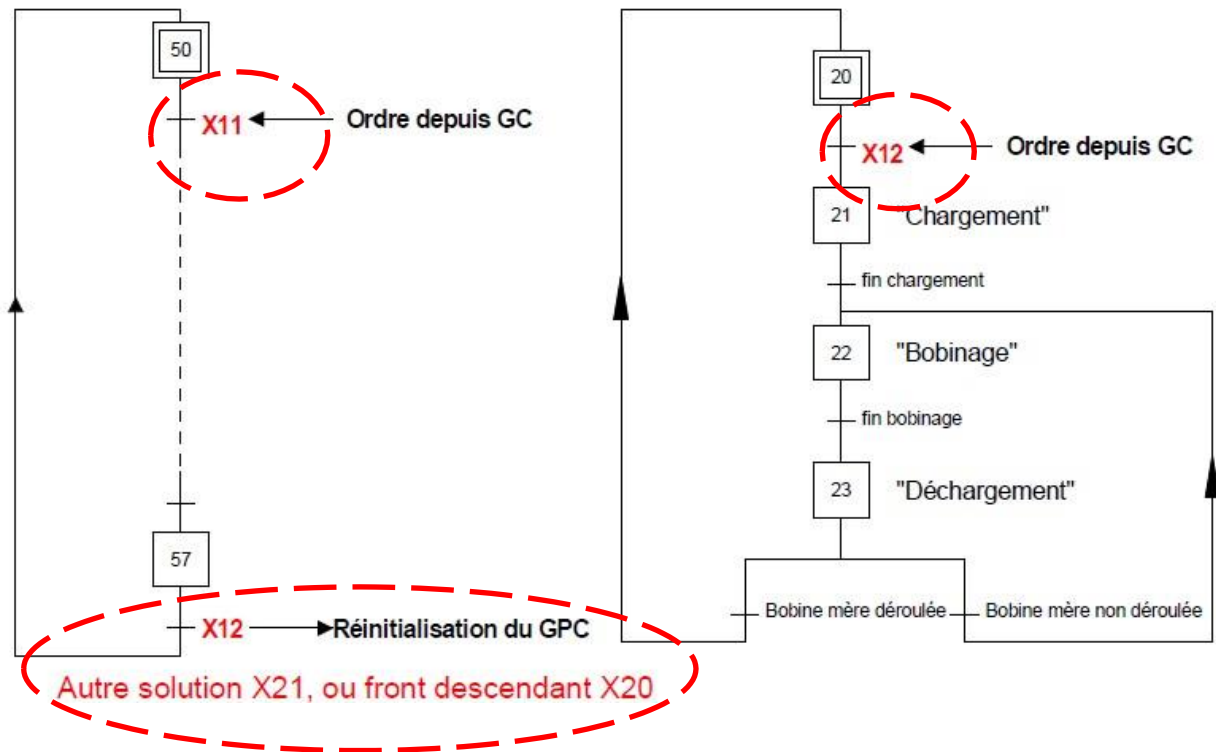 50
X11
Ordre depuis GC
57
X12
Réinitialisation du GPC
Autre solution X21, ou front descendant X20
20
X12
Ordre depuis GC
21
"Chargement"
fin chargement
22
"Bobinage"
fin bobinage
23
"Déchargement"
Bobine mère déroulée
Bobine mère non déroulée